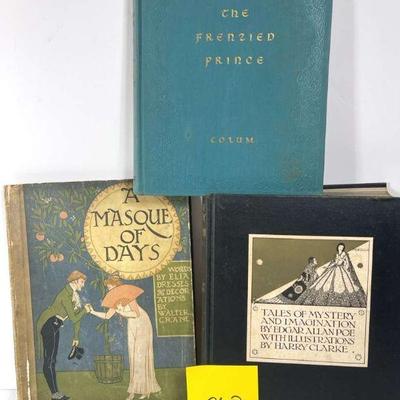 THE
FRENZIED
PRINCE
COLUM
A
MASQUE
OF
DAYS
WORDS
BY ELIA
DRESSED
& DECOR
ATIONS
BY
WALTER
CRANE
TALES OF MYSTERY
AND IMAGINATION
BY EDGAR ALLAN POE
WITH ILLUSTRATIONS
BY HARRY CLARKE